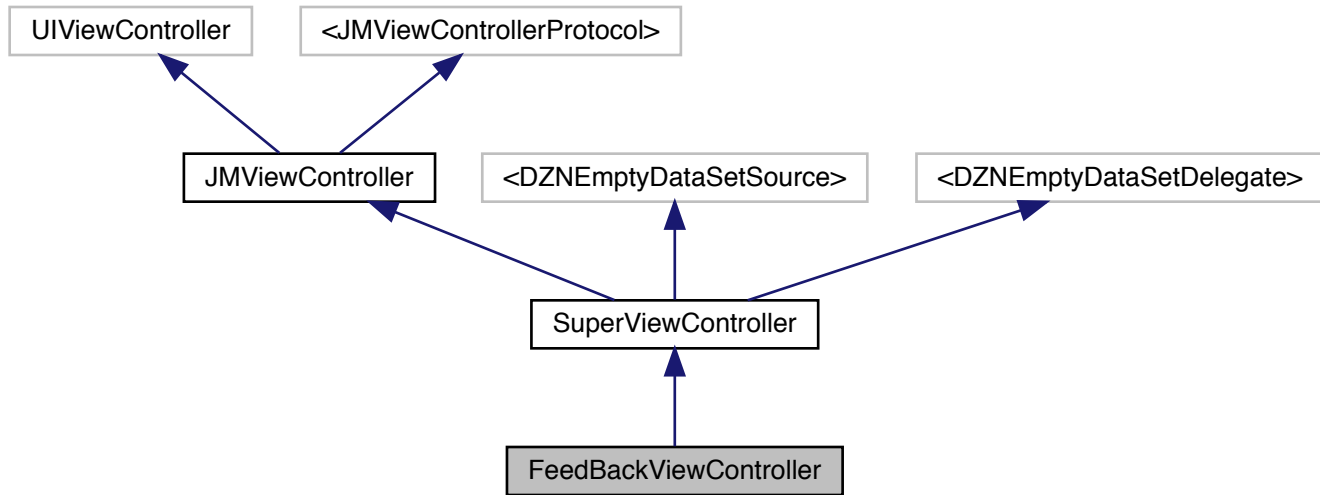 UIViewController
<JMViewControllerProtocol>
JMViewController
<DZNEmptyDataSetSource>
<DZNEmptyDataSetDelegate>
SuperViewController
FeedBackViewController